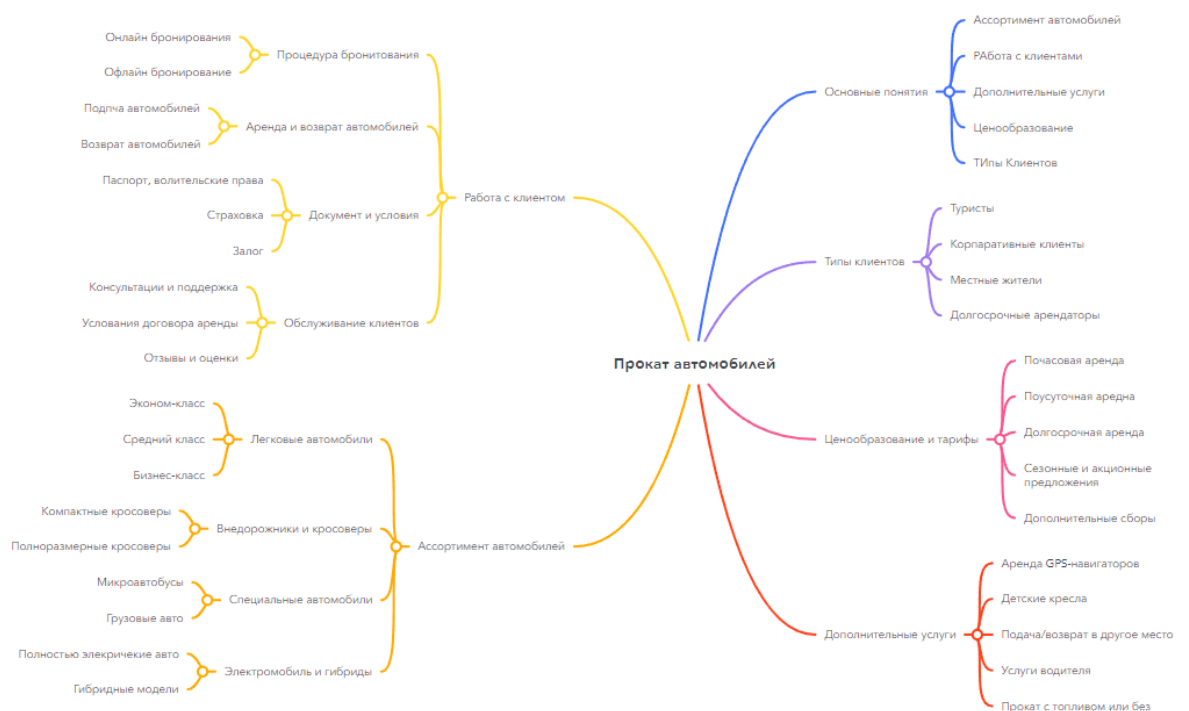 Прокат автомобилей
Основные понятия
Ассортимент автомобилей
РАбота с клиентами
Дополнительные услуги
Ценообразование
ТИпы Клиентов
Типы клиентов
Туристы
Корпаративные клиенты
Местные жители
Долгосрочные арендаторы
Ценообразование и тарифы
Почасовая аренда
Поусуточная аредна
Долгосрочная аренда
Сезонные и акционные
предложения
Дополнительные сборы
Дополнительные услуги
Аренда GPS-навигаторов
Детские кресла
Подача/возврат в другое место
Услуги водителя
Прокат с топливом или без
Работа с клиентом
Процедура бронитования
Онлайн бронирования
Офлайн бронирование
Аренда и возврат автомобилей
Подпча автомобилей
Возврат автомобилей
Документ и условия
Паспорт, волительские права
Страховка
Залог
Обслуживание клиентов
Консультации и поддержка
Услования договора аренды
Отзывы и оценки
Ассортимент автомобилей
Легковые автомобили
Эконом-класс
Средний класс
Бизнес-класс
Внедорожники и кросоверы
Компактные кросоверы
Полноразмерные кросоверы
Специальные автомобили
Микроавтобусы
Грузовые авто
Электромобиль и гибриды
Полностью элекричекие авто
Гибридные модели